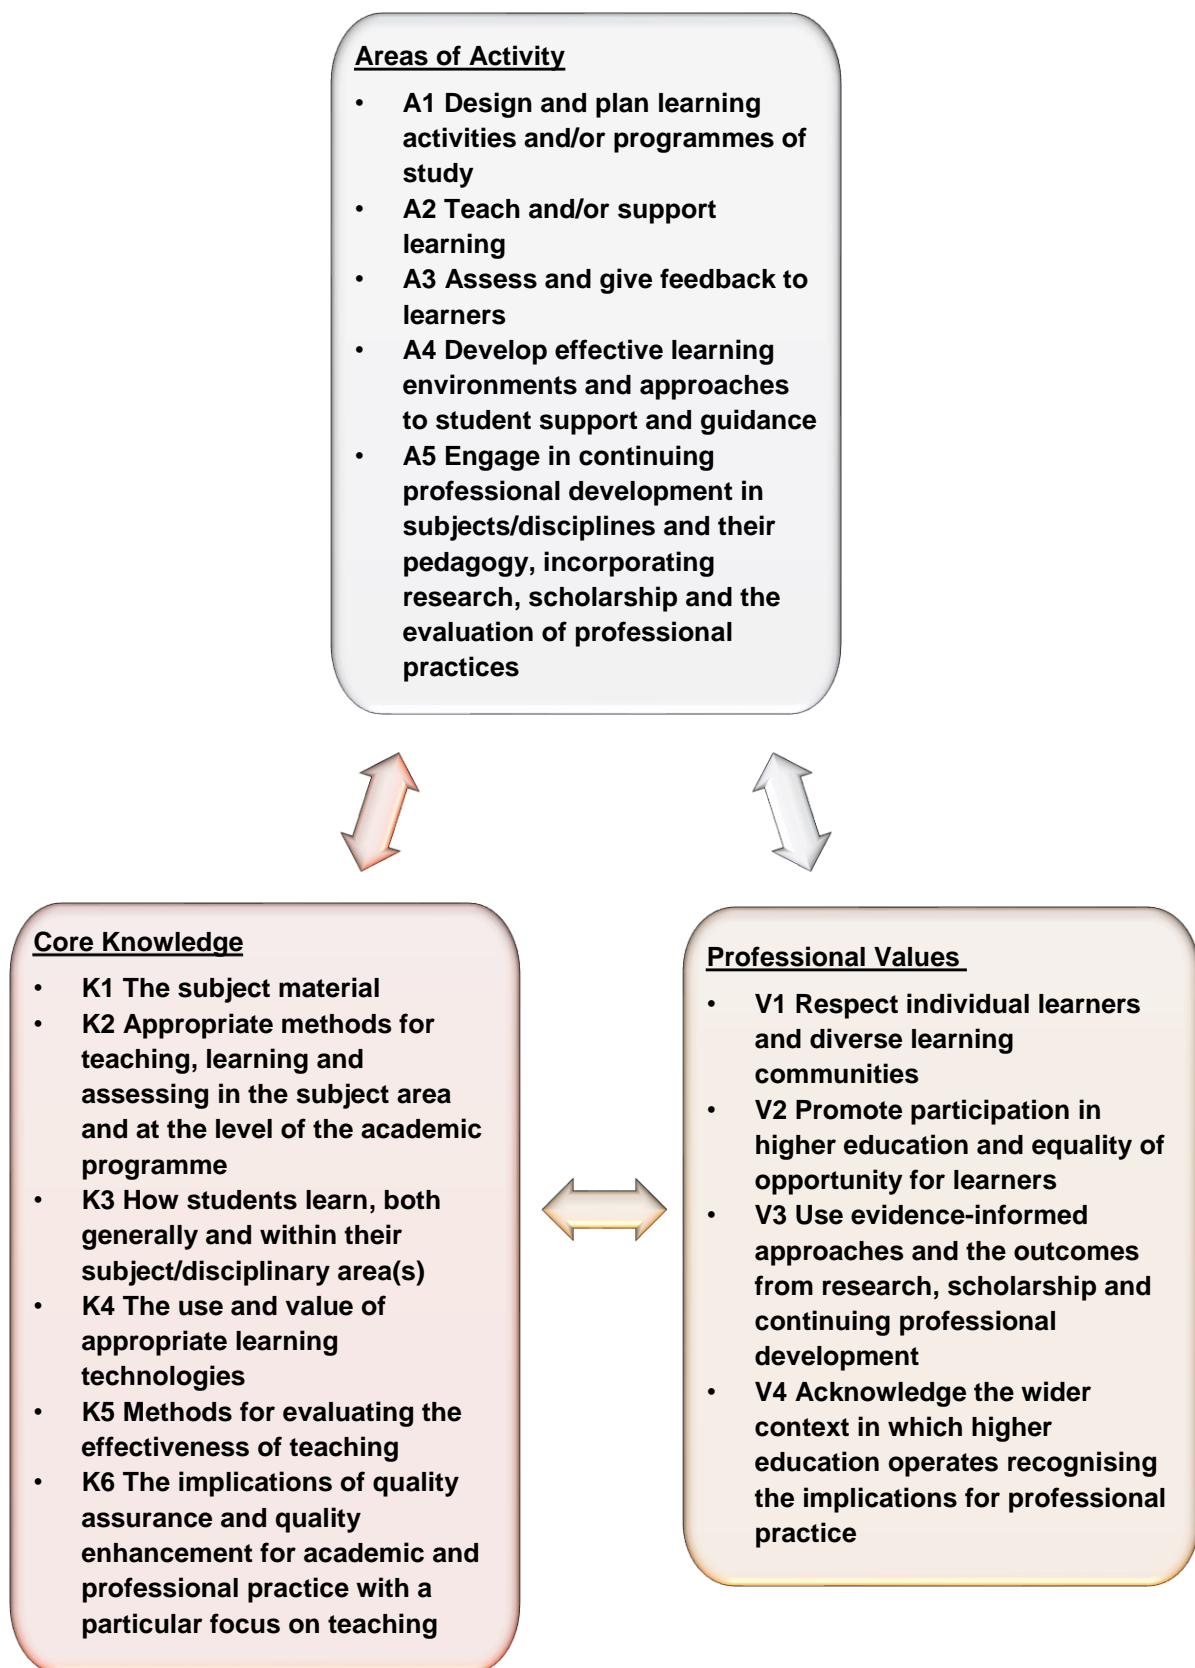 Areas of Activity
• A1 Design and plan learning
activities and/or programmes of
study
• A2 Teach and/or support
learning
• A3 Assess and give feedback to
learners
• A4 Develop effective learning
environments and approaches
to student support and guidance
• A5 Engage in continuing
professional development in
subjects/disciplines and their
pedagogy, incorporating
research, scholarship and the
evaluation of professional
practices
Core Knowledge
• K1 The subject material
• K2 Appropriate methods for
teaching, learning and
assessing in the subject area
and at the level of the academic
programme
• K3 How students learn, both
generally and within their
subject/disciplinary area(s)
• K4 The use and value of
appropriate learning
technologies
• K5 Methods for evaluating the
effectiveness of teaching
• K6 The implications of quality
assurance and quality
enhancement for academic and
professional practice with a
particular focus on teaching
Professional Values
• V1 Respect individual learners
and diverse learning
communities
• V2 Promote participation in
higher education and equality of
opportunity for learners
• V3 Use evidence-informed
approaches and the outcomes
from research, scholarship and
continuing professional
development
• V4 Acknowledge the wider
context in which higher
education operates recognising
the implications for professional
practice